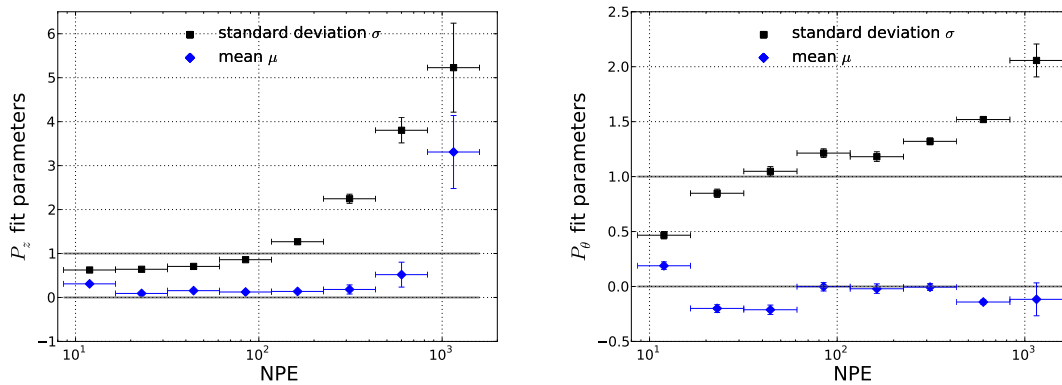 standard deviation σ
mean μ
P_z fit parameters
6
5
4
3
2
1
0
−1
10^1
10^2
10^3
NPE
standard deviation σ
mean μ
P_θ fit parameters
2.5
2.0
1.5
1.0
0.5
0.0
−0.5
10^1
10^2
10^3
NPE